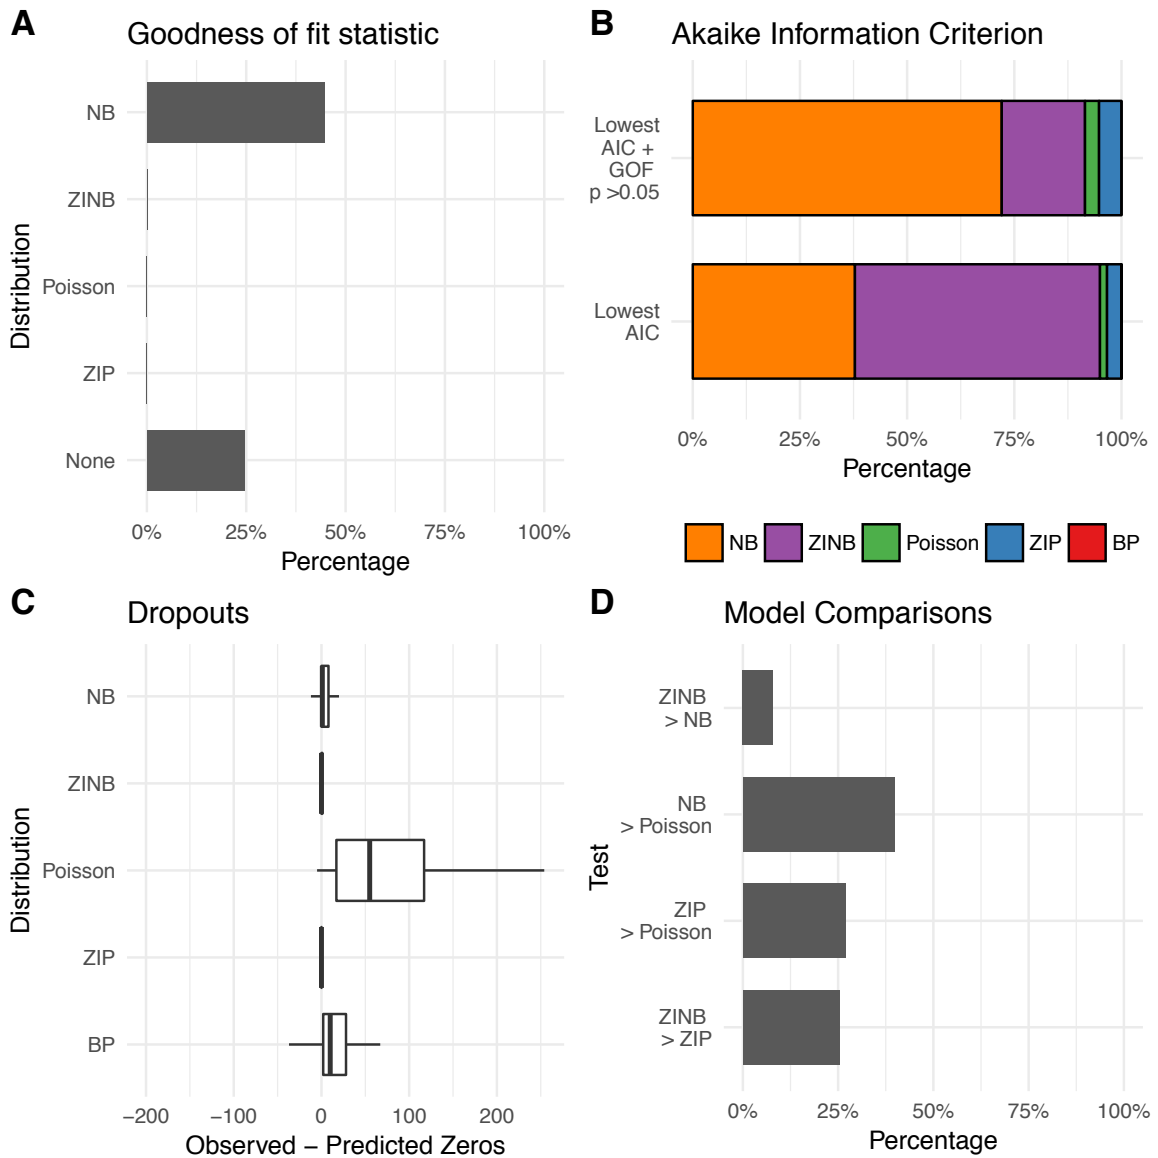 A
Goodness of fit statistic
Distribution
NB
ZINB
Poisson
ZIP
None
0%
25%
50%
75%
100%
Percentage
B
Akaike Information Criterion
Lowest
AIC +
GOF
p >0.05
Lowest
AIC
0%
25%
50%
75%
100%
Percentage
NB
ZINB
Poisson
ZIP
BP
C
Dropouts
Distribution
NB
ZINB
Poisson
ZIP
BP
−200
−100
0
100
200
Observed − Predicted Zeros
D
Model Comparisons
Test
ZINB
> NB
NB
> Poisson
ZIP
> Poisson
ZINB
> ZIP
0%
25%
50%
75%
100%
Percentage